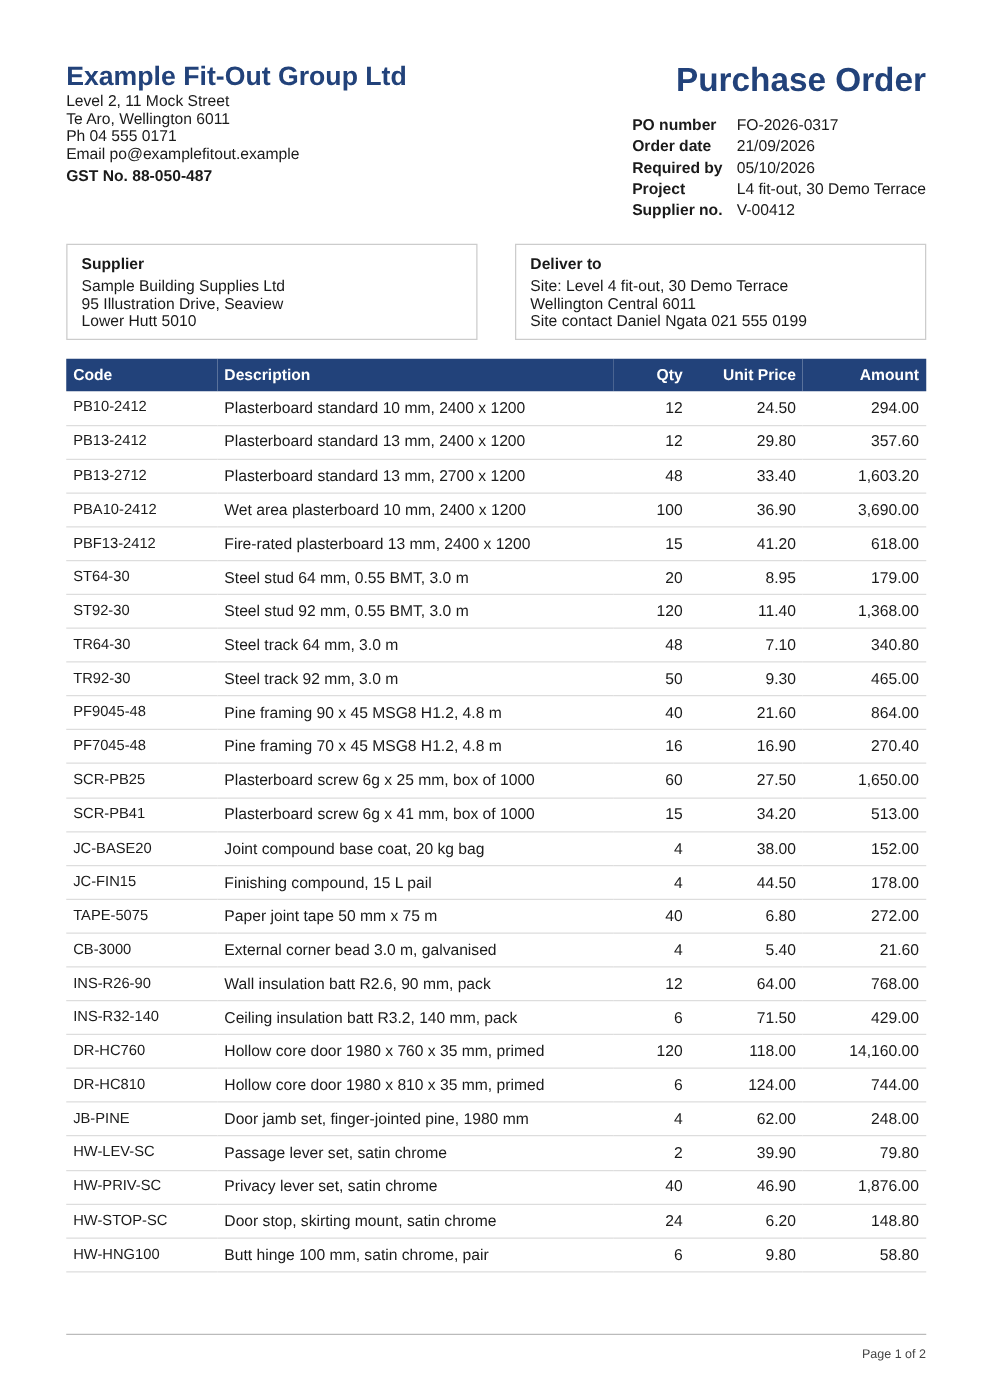 Example Fit-Out Group Ltd
Level 2, 11 Mock Street
Te Aro, Wellington 6011
Ph 04 555 0171
Email po@examplefitout.example
GST No. 88-050-487
Purchase Order
PO number FO-2026-0317
Order date 21/09/2026
Required by 05/10/2026
Project L4 fit-out, 30 Demo Terrace
Supplier no. V-00412
Supplier
Sample Building Supplies Ltd
95 Illustration Drive, Seaview
Lower Hutt 5010
Deliver to
Site: Level 4 fit-out, 30 Demo Terrace
Wellington Central 6011
Site contact Daniel Ngata 021 555 0199
Code Description Qty Unit Price Amount
PB10-2412 Plasterboard standard 10 mm, 2400 x 1200 12 24.50 294.00
PB13-2412 Plasterboard standard 13 mm, 2400 x 1200 12 29.80 357.60
PB13-2712 Plasterboard standard 13 mm, 2700 x 1200 48 33.40 1,603.20
PBA10-2412 Wet area plasterboard 10 mm, 2400 x 1200 100 36.90 3,690.00
PBF13-2412 Fire-rated plasterboard 13 mm, 2400 x 1200 15 41.20 618.00
ST64-30 Steel stud 64 mm, 0.55 BMT, 3.0 m 20 8.95 179.00
ST92-30 Steel stud 92 mm, 0.55 BMT, 3.0 m 120 11.40 1,368.00
TR64-30 Steel track 64 mm, 3.0 m 48 7.10 340.80
TR92-30 Steel track 92 mm, 3.0 m 50 9.30 465.00
PF9045-48 Pine framing 90 x 45 MSG8 H1.2, 4.8 m 40 21.60 864.00
PF7045-48 Pine framing 70 x 45 MSG8 H1.2, 4.8 m 16 16.90 270.40
SCR-PB25 Plasterboard screw 6g x 25 mm, box of 1000 60 27.50 1,650.00
SCR-PB41 Plasterboard screw 6g x 41 mm, box of 1000 15 34.20 513.00
JC-BASE20 Joint compound base coat, 20 kg bag 4 38.00 152.00
JC-FIN15 Finishing compound, 15 L pail 4 44.50 178.00
TAPE-5075 Paper joint tape 50 mm x 75 m 40 6.80 272.00
CB-3000 External corner bead 3.0 m, galvanised 4 5.40 21.60
INS-R26-90 Wall insulation batt R2.6, 90 mm, pack 12 64.00 768.00
INS-R32-140 Ceiling insulation batt R3.2, 140 mm, pack 6 71.50 429.00
DR-HC760 Hollow core door 1980 x 760 x 35 mm, primed 120 118.00 14,160.00
DR-HC810 Hollow core door 1980 x 810 x 35 mm, primed 6 124.00 744.00
JB-PINE Door jamb set, finger-jointed pine, 1980 mm 4 62.00 248.00
HW-LEV-SC Passage lever set, satin chrome 2 39.90 79.80
HW-PRIV-SC Privacy lever set, satin chrome 40 46.90 1,876.00
HW-STOP-SC Door stop, skirting mount, satin chrome 24 6.20 148.80
HW-HNG100 Butt hinge 100 mm, satin chrome, pair 6 9.80 58.80
Page 1 of 2